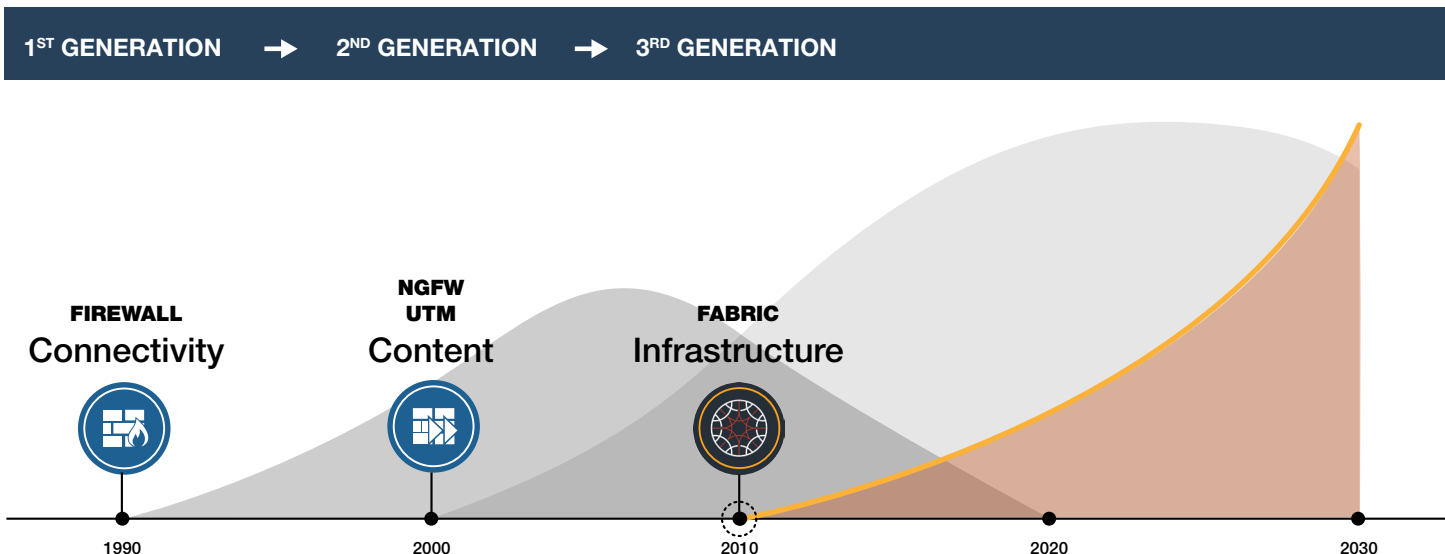 1ST GENERATION → 2ND GENERATION → 3RD GENERATION
FIREWALL
Connectivity
NGFW
UTM
Content
FABRIC
Infrastructure
1990
2000
2010
2020
2030